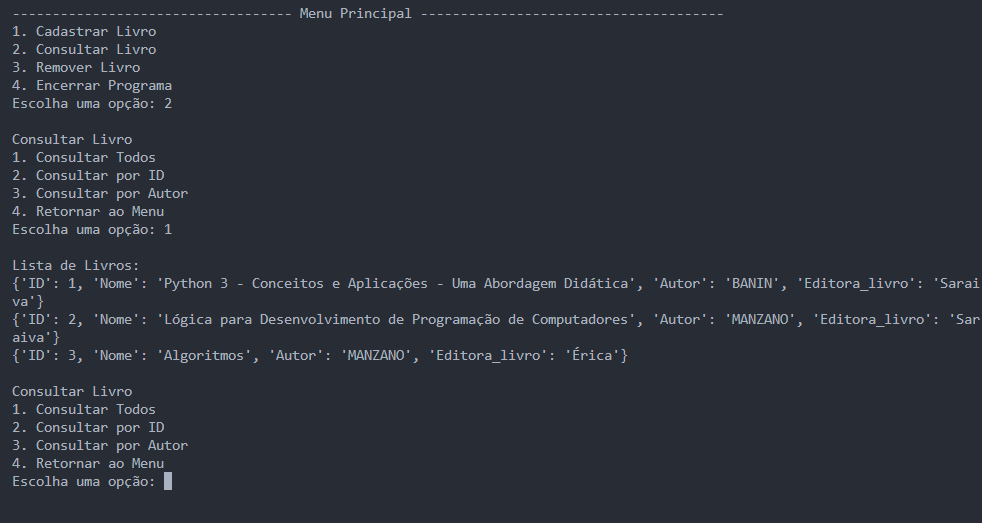 ----------------------------------- Menu Principal --------------------------------------
1. Cadastrar Livro
2. Consultar Livro
3. Remover Livro
4. Encerrar Programa
Escolha uma opção: 2
Consultar Livro
1. Consultar Todos
2. Consultar por ID
3. Consultar por Autor
4. Retornar ao Menu
Escolha uma opção: 1
Lista de Livros:
{'ID': 1, 'Nome': 'Python 3 - Conceitos e Aplicações - Uma Abordagem Didática', 'Autor': 'BANIN', 'Editora_livro': 'Sarai
va'}
{'ID': 2, 'Nome': 'Lógica para Desenvolvimento de Programação de Computadores', 'Autor': 'MANZANO', 'Editora_livro': 'Sar
aiva'}
{'ID': 3, 'Nome': 'Algoritmos', 'Autor': 'MANZANO', 'Editora_livro': 'Érica'}
Consultar Livro
1. Consultar Todos
2. Consultar por ID
3. Consultar por Autor
4. Retornar ao Menu
Escolha uma opção: